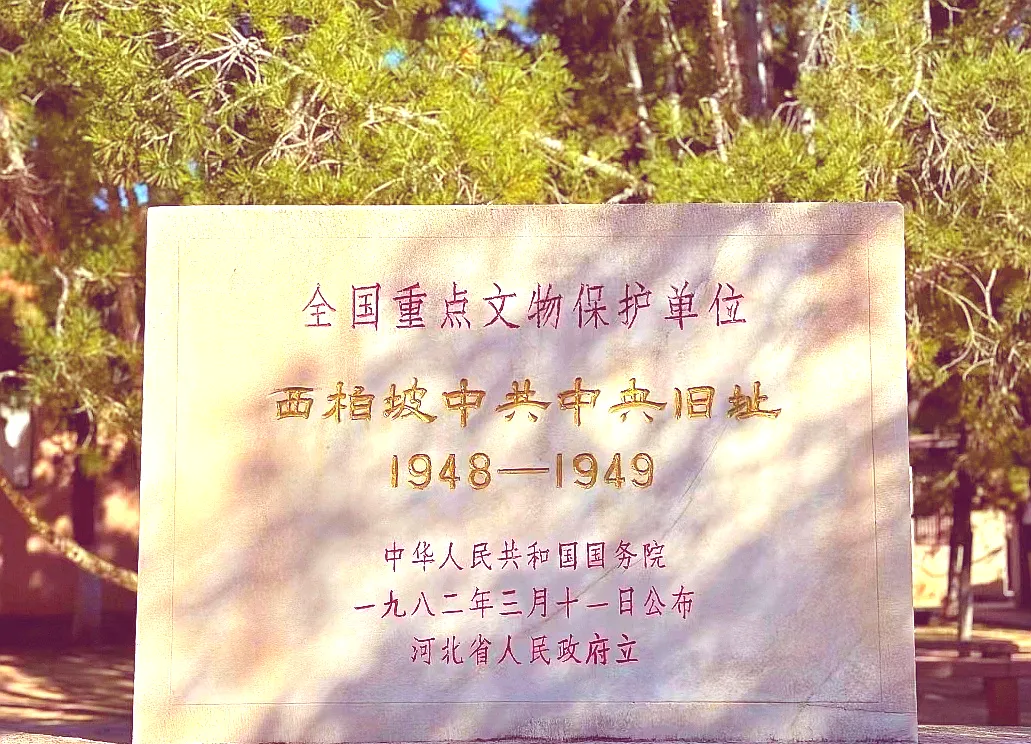 全国重点文物保护单位
西柏坡中共中央旧址
1948—1949
中华人民共和国国务院
一九八二年三月十一日公布
河北省人民政府立